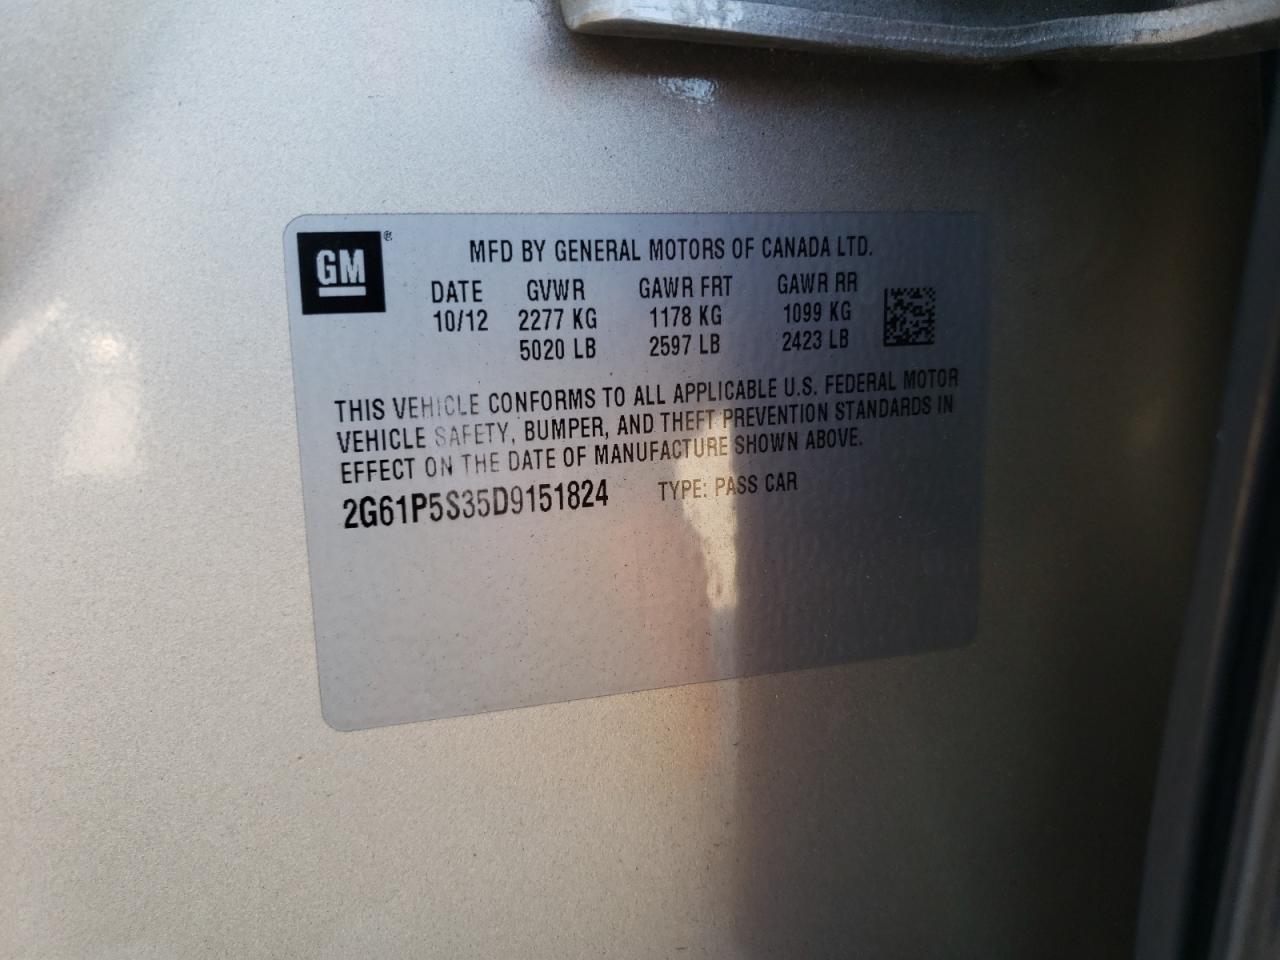 GM ®
MFD BY GENERAL MOTORS OF CANADA LTD.
DATE GVWR GAWR FRT GAWR RR
10/12 2277 KG 1178 KG 1099 KG
5020 LB 2597 LB 2423 LB
THIS VEHICLE CONFORMS TO ALL APPLICABLE U.S. FEDERAL MOTOR
VEHICLE SAFETY, BUMPER, AND THEFT PREVENTION STANDARDS IN
EFFECT ON THE DATE OF MANUFACTURE SHOWN ABOVE.
2G61P5S35D9151824 TYPE: PASS CAR